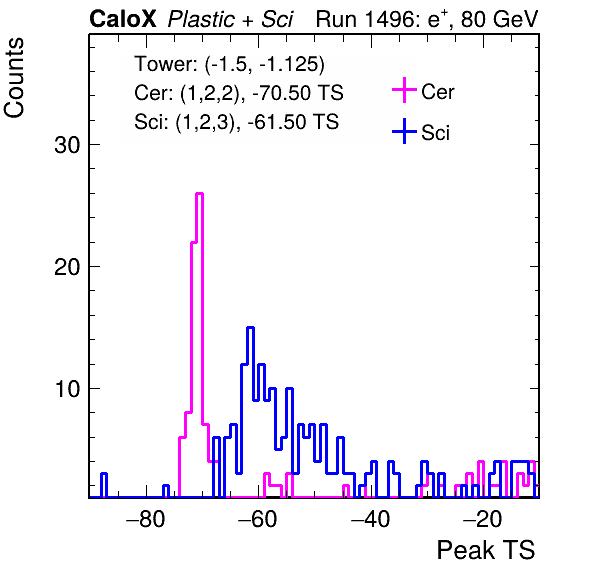 CaloX Plastic + Sci Run 1496: e⁺, 80 GeV
Counts
Tower: (-1.5, -1.125)
Cer: (1,2,2), -70.50 TS
Sci: (1,2,3), -61.50 TS
Cer
Sci
30
20
10
−80 −60 −40 −20
Peak TS